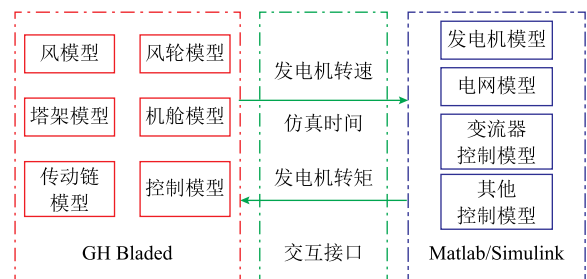 风模型
风轮模型
塔架模型
机舱模型
传动链
模型
控制模型
GH Bladed
发电机转速
仿真时间
发电机转矩
交互接口
发电机模型
电网模型
变流器
控制模型
其他
控制模型
Matlab/Simulink